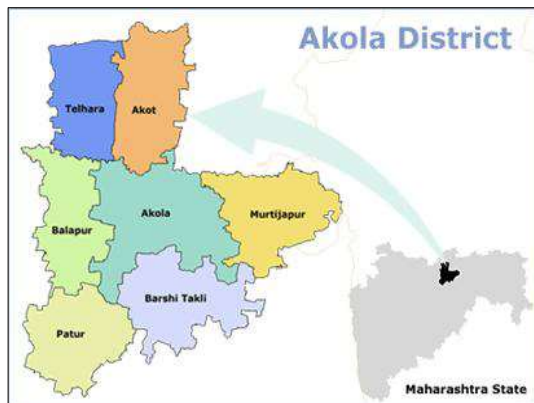 Akola District
Telhara
Akot
Akola
Murtijapur
Balapur
Barshi Takli
Patur
Maharashtra State